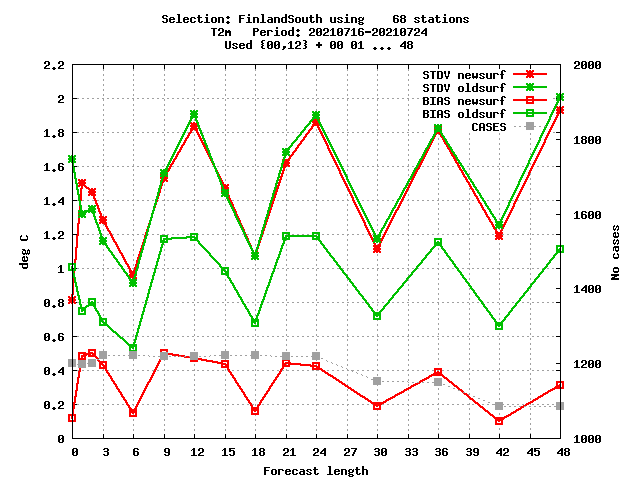 Selection: FinlandSouth using    68 stations
T2m   Period: 20210716-20210724
Used {00,12} + 00 01 ... 48
STDV newsurf
STDV oldsurf
BIAS newsurf
BIAS oldsurf
CASES
deg C
2.2
2
1.8
1.6
1.4
1.2
1
0.8
0.6
0.4
0.2
0
2000
1800
1600
1400
1200
1000
No cases
0 3 6 9 12 15 18 21 24 27 30 33 36 39 42 45 48
Forecast length